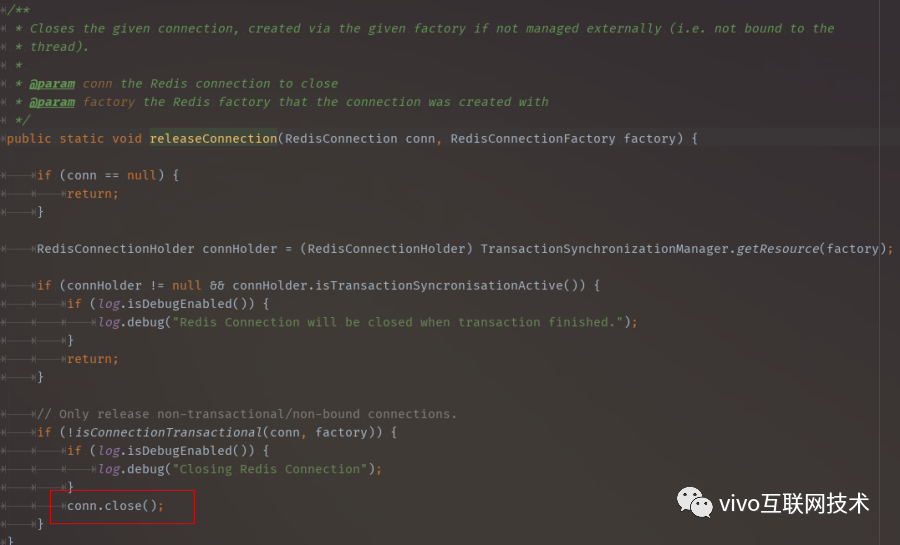 /**
 * Closes the given connection, created via the given factory if not managed externally (i.e. not bound to the
 * thread).
 *
 * @param conn the Redis connection to close
 * @param factory the Redis factory that the connection was created with
 */
public static void releaseConnection(RedisConnection conn, RedisConnectionFactory factory) {
    if (conn == null) {
        return;
    }
    RedisConnectionHolder connHolder = (RedisConnectionHolder) TransactionSynchronizationManager.getResource(factory);
    if (connHolder != null && connHolder.isTransactionSyncronisationActive()) {
        if (log.isDebugEnabled()) {
            log.debug("Redis Connection will be closed when transaction finished.");
        }
        return;
    }
    // Only release non-transactional/non-bound connections.
    if (!isConnectionTransactional(conn, factory)) {
        if (log.isDebugEnabled()) {
            log.debug("Closing Redis Connection");
        }
        conn.close();
    }
}
vivo互联网技术